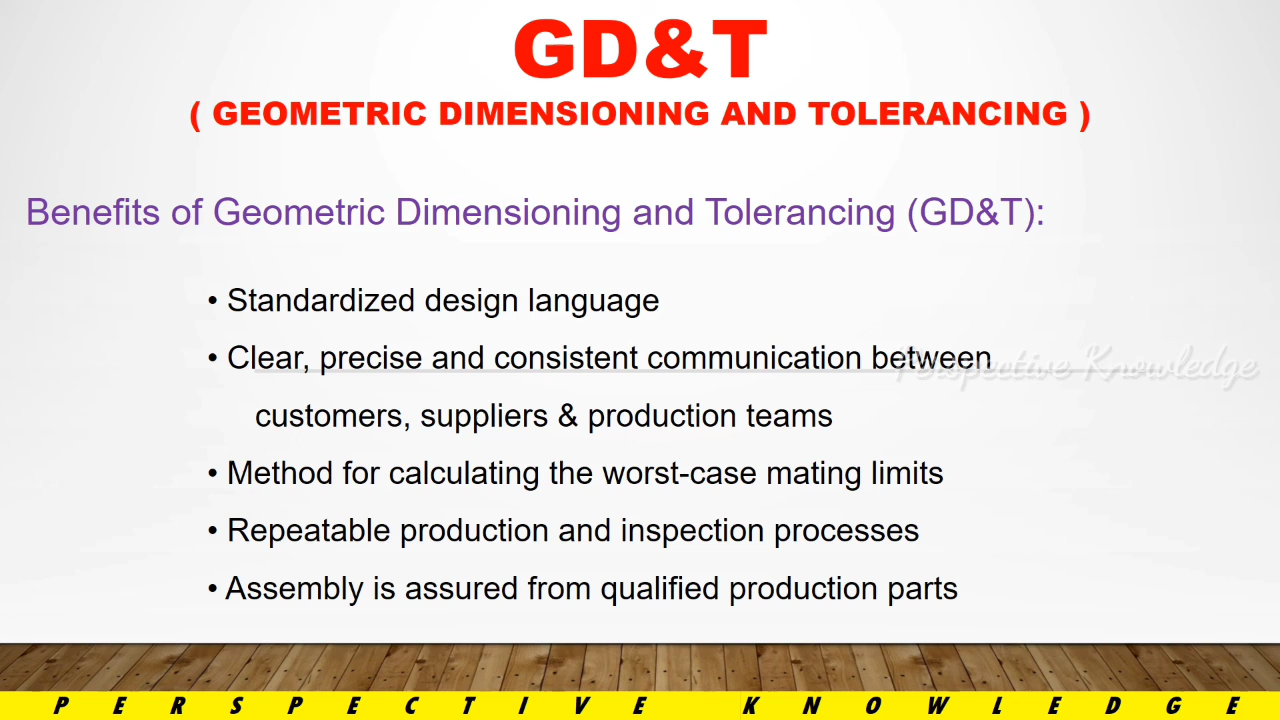 GD&T
( GEOMETRIC DIMENSIONING AND TOLERANCING )
Benefits of Geometric Dimensioning and Tolerancing (GD&T):
• Standardized design language
• Clear, precise and consistent communication between
Perspective Knowledge
customers, suppliers & production teams
• Method for calculating the worst-case mating limits
• Repeatable production and inspection processes
• Assembly is assured from qualified production parts
PERSPECTIVE KNOWLEDGE